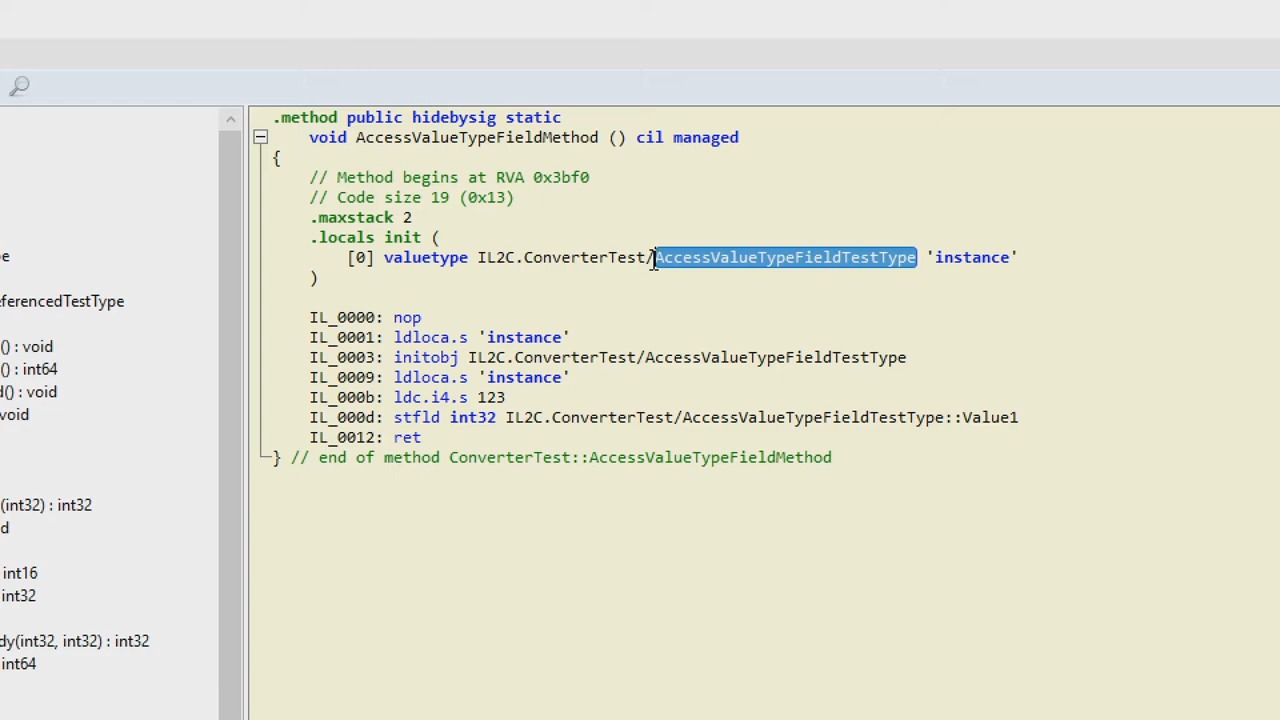 .method public hidebysig static
void AccessValueTypeFieldMethod () cil managed
{
// Method begins at RVA 0x3bf0
// Code size 19 (0x13)
.maxstack 2
.locals init (
[0] valuetype IL2C.ConverterTest/AccessValueTypeFieldTestType 'instance'
)
IL_0000: nop
IL_0001: ldloca.s 'instance'
IL_0003: initobj IL2C.ConverterTest/AccessValueTypeFieldTestType
IL_0009: ldloca.s 'instance'
IL_000b: ldc.i4.s 123
IL_000d: stfld int32 IL2C.ConverterTest/AccessValueTypeFieldTestType::Value1
IL_0012: ret
} // end of method ConverterTest::AccessValueTypeFieldMethod
eferencedTestType
() : void
() : int64
d() : void
void
(int32) : int32
d
int16
int32
dy(int32, int32) : int32
int64